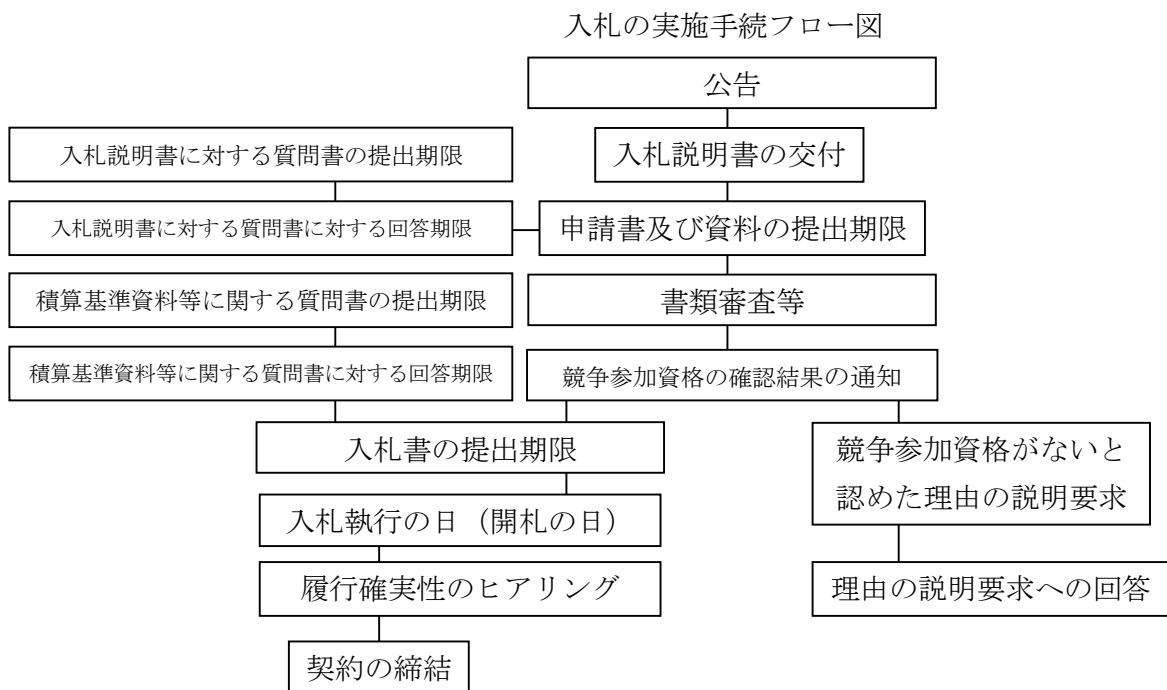 入札の実施手続フロー図
公告
入札説明書に対する質問書の提出期限
入札説明書の交付
入札説明書に対する質問書に対する回答期限
申請書及び資料の提出期限
積算基準資料等に関する質問書の提出期限
書類審査等
積算基準資料等に関する質問書に対する回答期限
競争参加資格の確認結果の通知
入札書の提出期限
競争参加資格がないと
認めた理由の説明要求
入札執行の日（開札の日）
履行確実性のヒアリング
理由の説明要求への回答
契約の締結